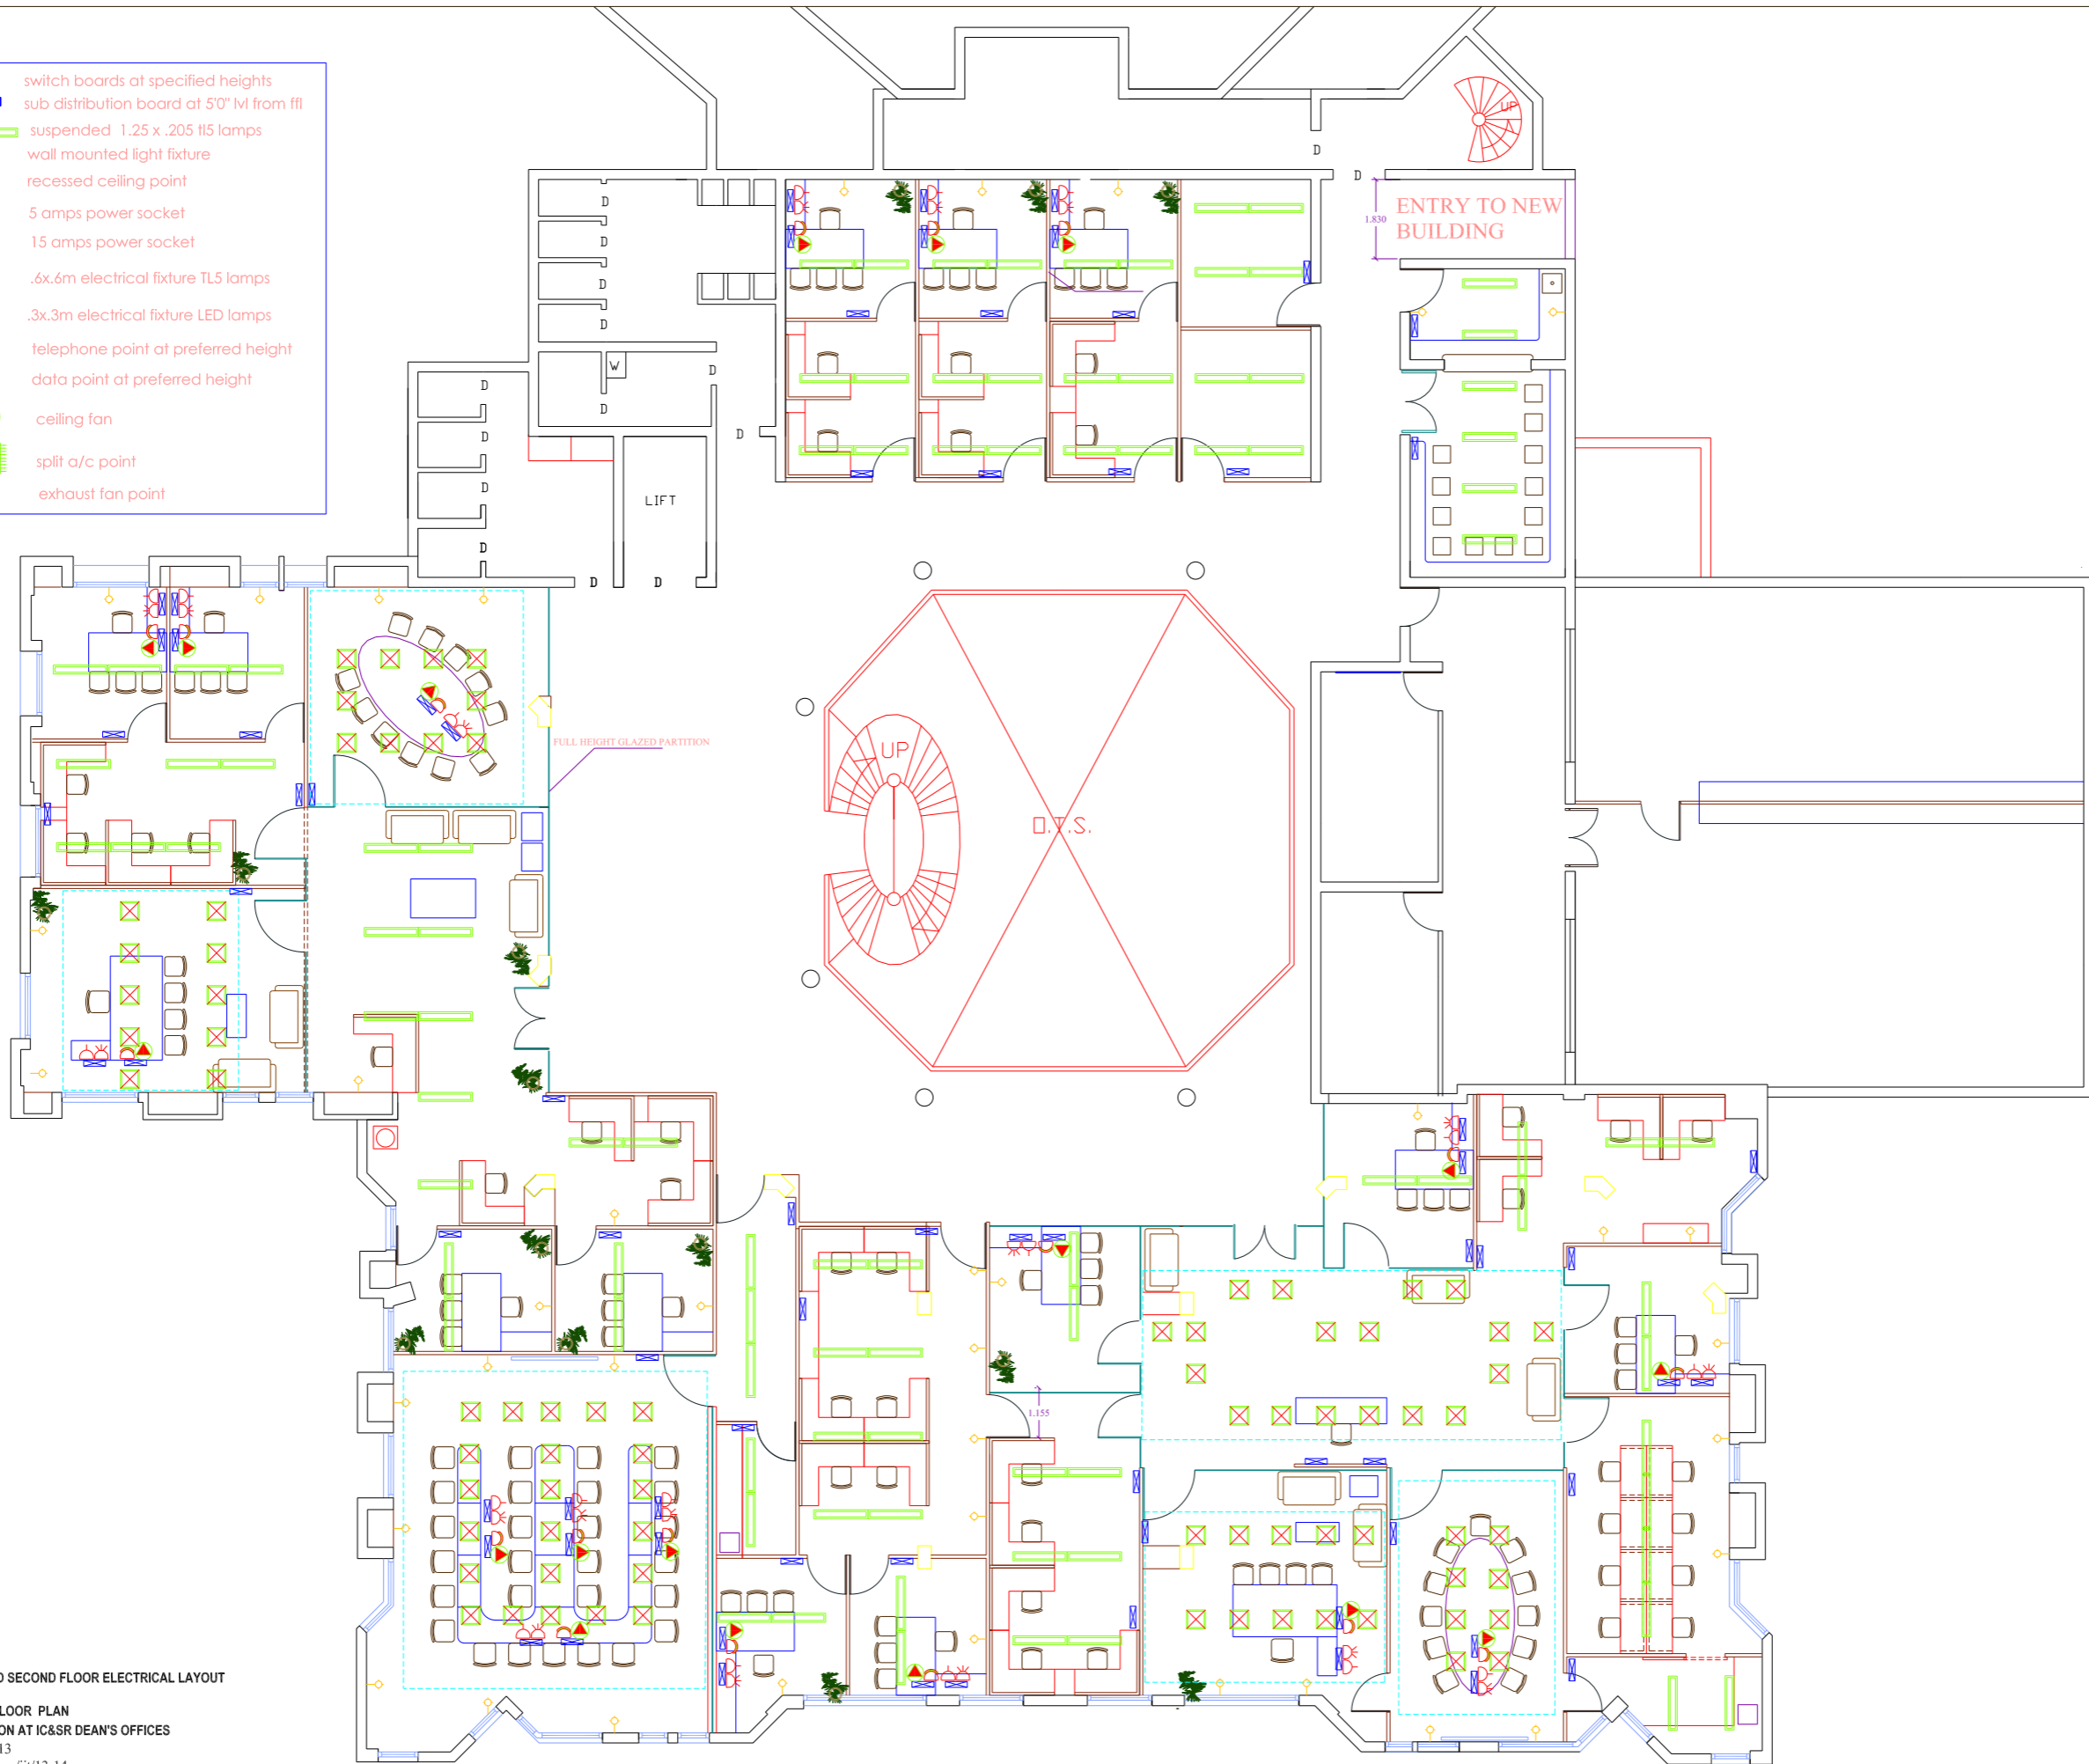 switch boards at specified heights
sub distribution board at 5'0" lvl from ffl
suspended 1.25 x .205 tl5 lamps
wall mounted light fixture
recessed ceiling point
5 amps power socket
15 amps power socket
.6x.6m electrical fixture TL5 lamps
.3x.3m electrical fixture LED lamps
telephone point at preferred height
data point at preferred height
ceiling fan
split a/c point
exhaust fan point
UP
D
D
ENTRY TO NEW
BUILDING
1.830
D
D
D
D
W
D
D
D
D
D
D
D
LIFT
D
D
FULL HEIGHT GLAZED PARTITION
UP
O.T.S.
1.155
SECOND FLOOR ELECTRICAL LAYOUT
PLAN
AT IC&SR DEAN'S OFFICES
13